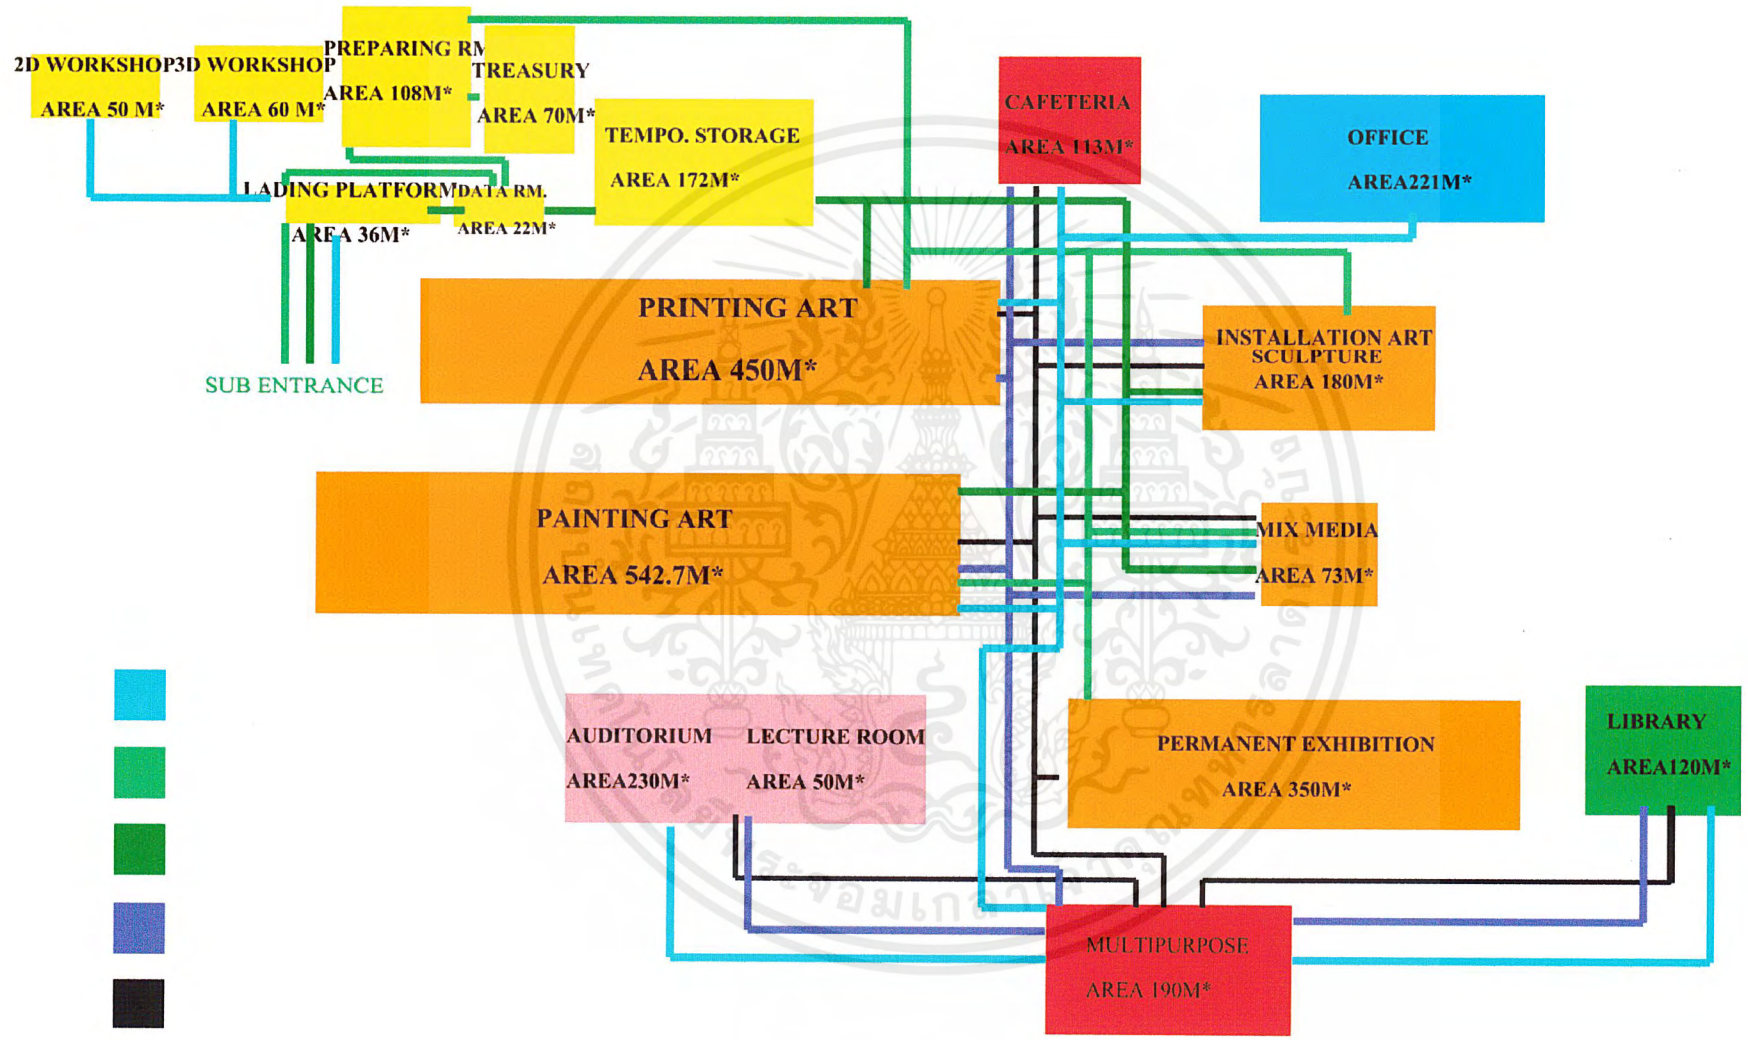 2D WORKSHOP
AREA 50 M*
3D WORKSHOP
AREA 60 M*
PREPARING RM
AREA 108M*
TREASURY
AREA 70M*
TEMPO. STORAGE
AREA 172M*
LADING PLATFORM
AREA 36M*
DATA RM.
AREA 22M*
SUB ENTRANCE
CAFETERIA
AREA 113M*
OFFICE
AREA221M*
PRINTING ART
AREA 450M*
INSTALLATION ART
SCULPTURE
AREA 180M*
PAINTING ART
AREA 542.7M*
MIX MEDIA
AREA 73M*
AUDITORIUM
AREA230M*
LECTURE ROOM
AREA 50M*
PERMANENT EXHIBITION
AREA 350M*
LIBRARY
AREA120M*
MULTIPURPOSE
AREA 190M*